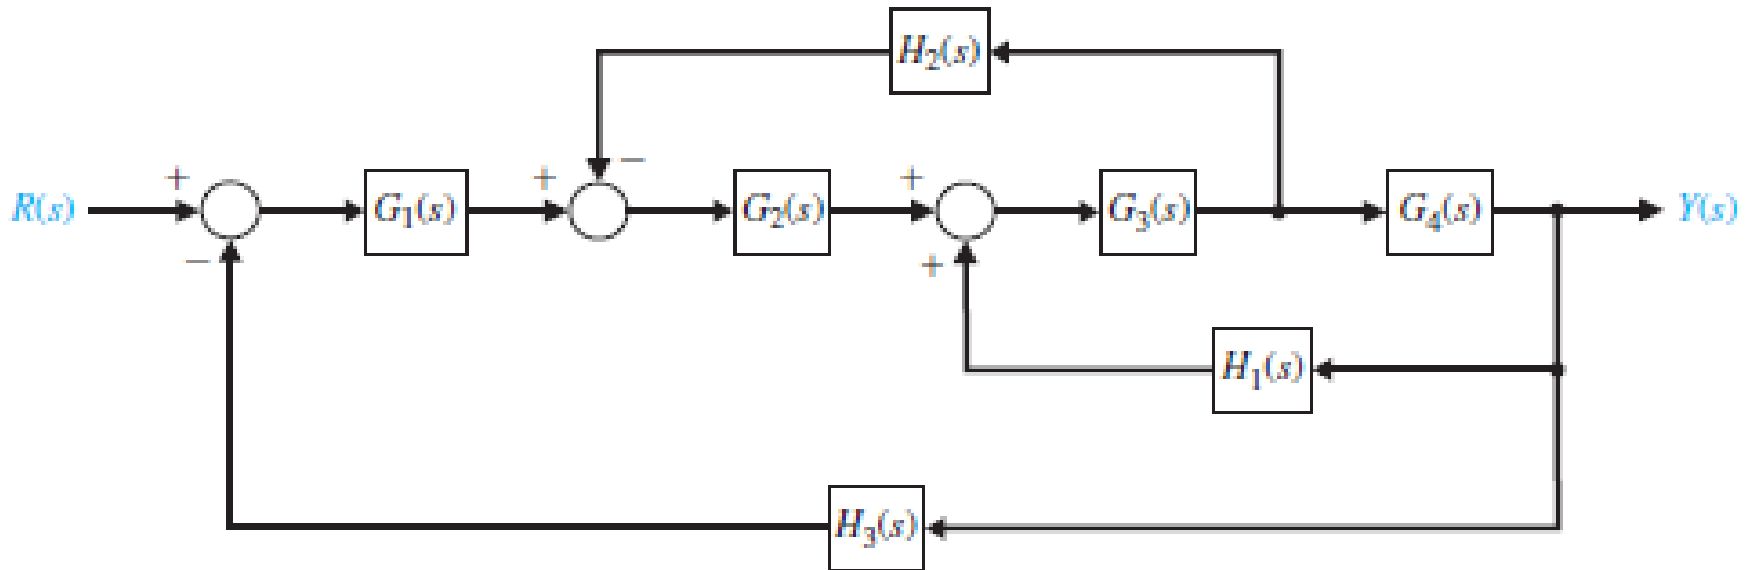 H₂(s)
+ − + +
R(s) G₁(s) G₂(s) G₃(s) G₄(s) Y(s)
− +
H₁(s)
H₃(s)